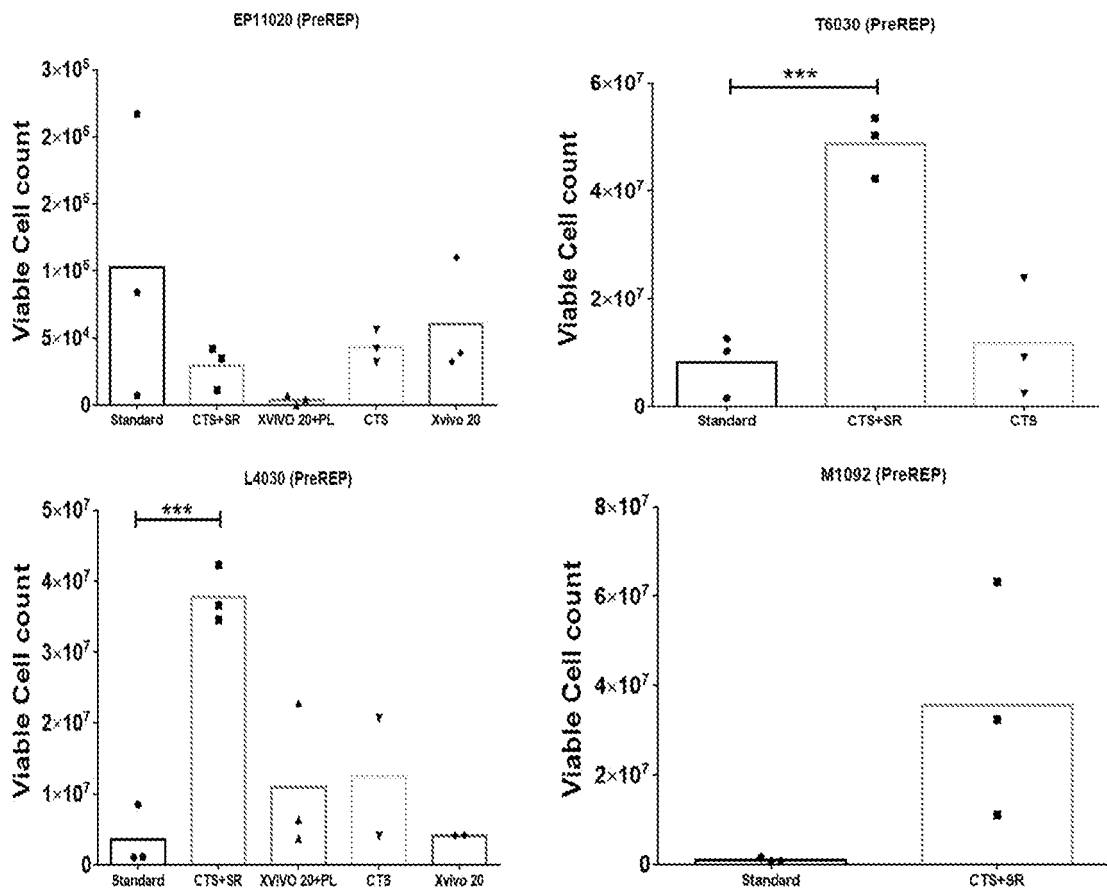 EP11020 (PreREP)
Viable Cell count
3×10⁵
2×10⁵
2×10⁵
1×10⁵
5×10⁴
0
Standard CTS+SR XVIVO 20+PL CTS Xvivo 20
T6030 (PreREP)
Viable Cell count
6×10⁷
4×10⁷
2×10⁷
0
***
Standard CTS+SR CTS
L4030 (PreREP)
Viable Cell count
5×10⁷
4×10⁷
3×10⁷
2×10⁷
1×10⁷
0
***
Standard CTS+SR XVIVO 20+PL CTS Xvivo 20
M1092 (PreREP)
Viable Cell count
8×10⁷
6×10⁷
4×10⁷
2×10⁷
0
Standard CTS+SR